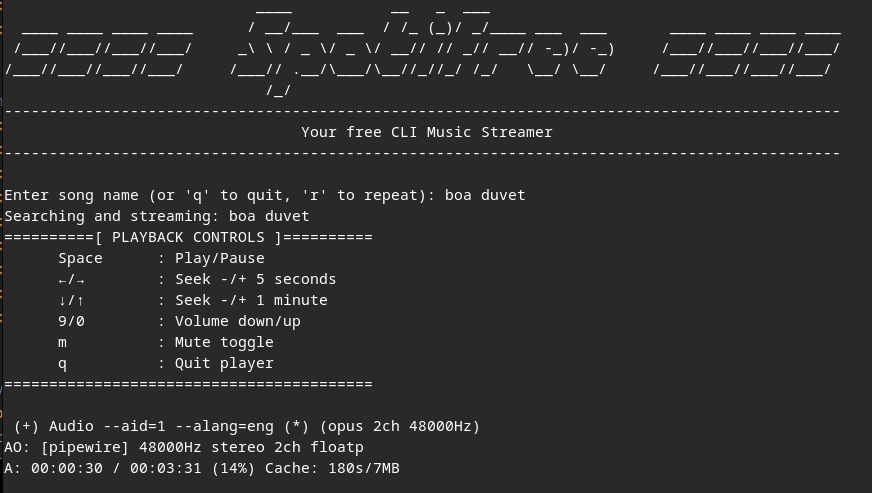 ____           __   _  ___
  ____ ____ ____ ____      / __/___  ___  / /_ (_)/ _/____ ___  ___       ____ ____ ____ ____
 /___//___//___//___/     _\ \ / _ \/ _ \/ __// // _// __// -_)/ -_)     /___//___//___//___/
/___//___//___//___/     /___// .__/\___/\__//_//_/ /_/   \__/ \__/     /___//___//___//___/
                             /_/
---------------------------------------------------------------------------------------------
Your free CLI Music Streamer
---------------------------------------------------------------------------------------------
Enter song name (or 'q' to quit, 'r' to repeat): boa duvet
Searching and streaming: boa duvet
==========[ PLAYBACK CONTROLS ]==========
Space      : Play/Pause
←/→        : Seek -/+ 5 seconds
↓/↑        : Seek -/+ 1 minute
9/0        : Volume down/up
m          : Mute toggle
q          : Quit player
=========================================
(+) Audio --aid=1 --alang=eng (*) (opus 2ch 48000Hz)
AO: [pipewire] 48000Hz stereo 2ch floatp
A: 00:00:30 / 00:03:31 (14%) Cache: 180s/7MB